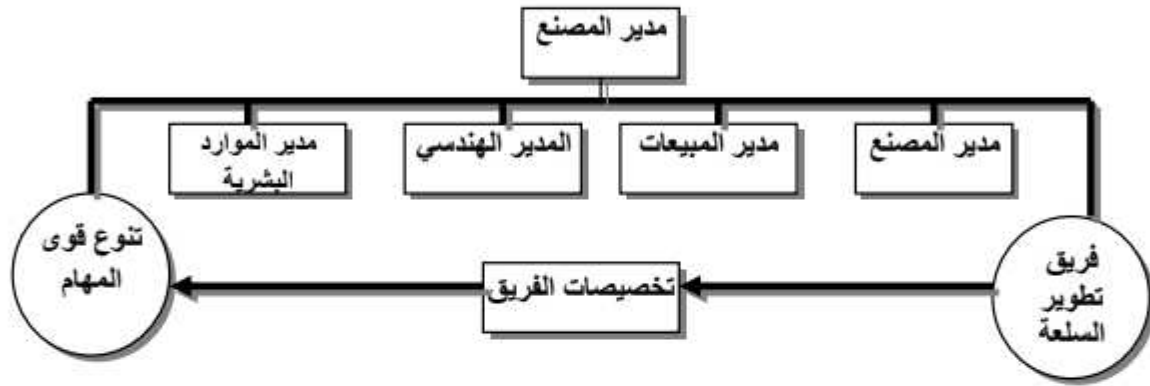 مدير المصنع
مدير المصنع
مدير المبيعات
المدير الهندسي
مدير الموارد
البشرية
فريق
تطوير
السلعة
تخصيصات الفريق
تنوع قوى
المهام